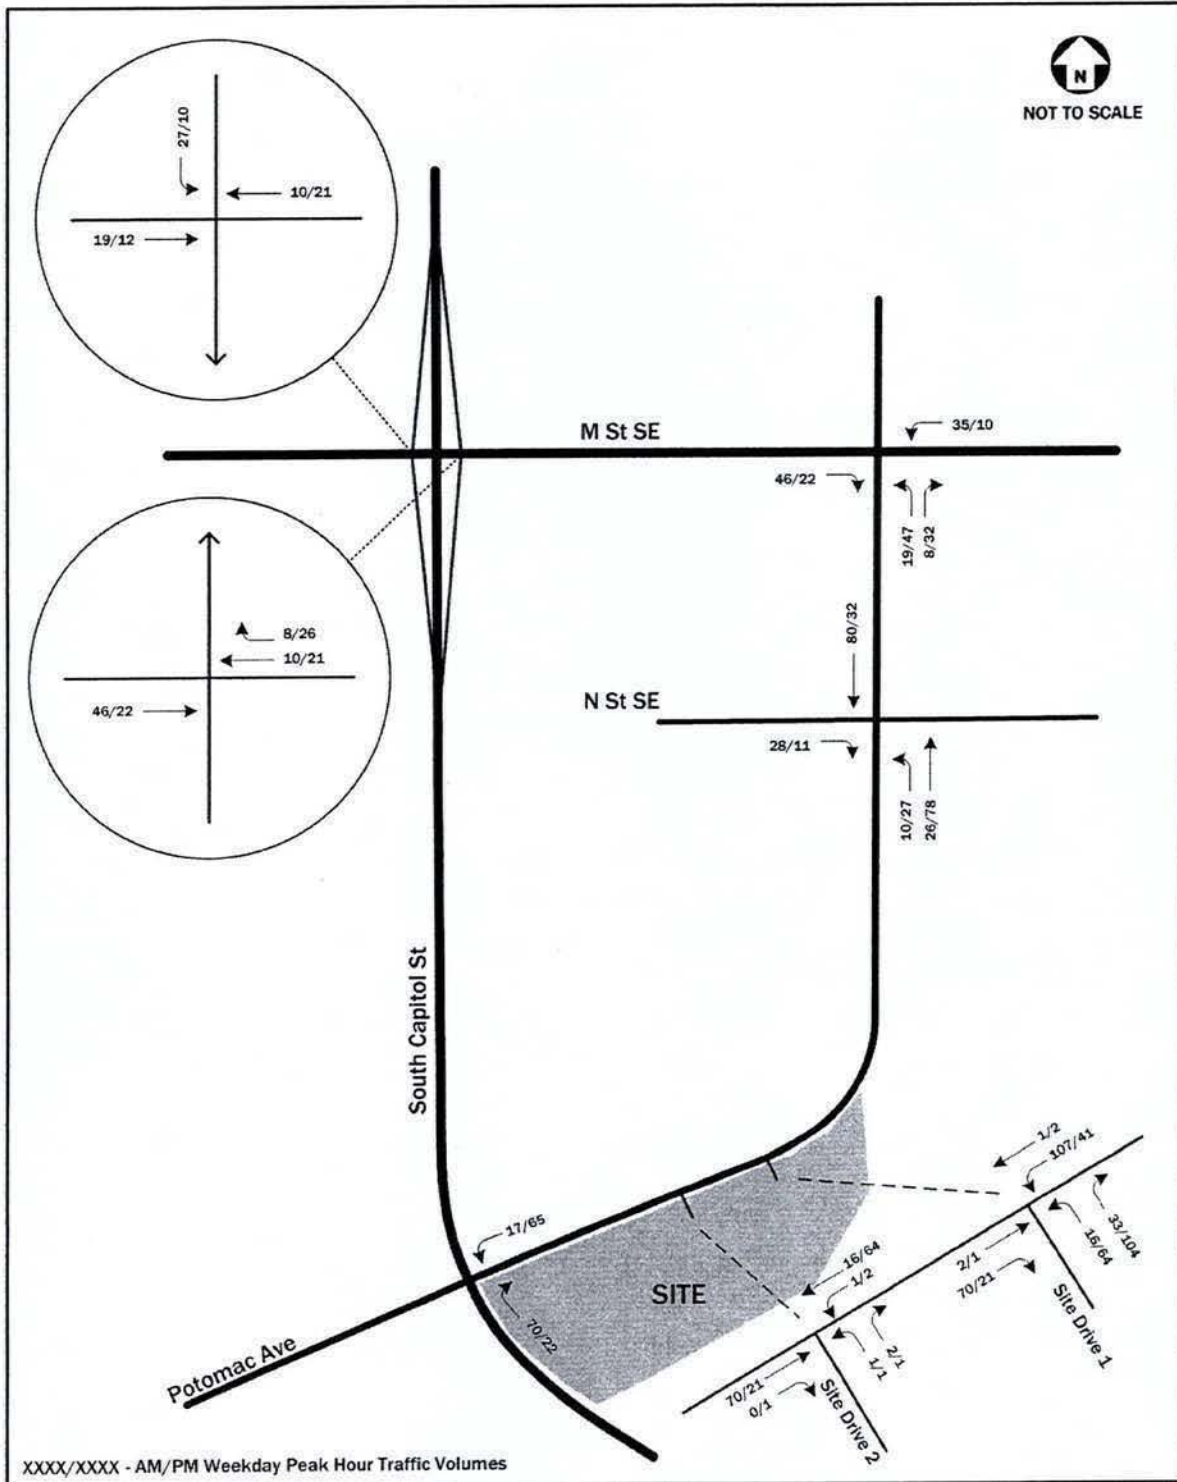 N
NOT TO SCALE
27/10
10/21
19/12
M St SE
35/10
46/22
19/47
8/32
8/26
10/21
46/22
80/32
N St SE
28/11
10/27
26/78
South Capitol St
17/65
70/22
SITE
Potomac Ave
1/2
107/41
2/1
70/21
16/64
33/104
Site Drive 1
16/64
1/2
70/21
0/1
1/1
2/1
Site Drive 2
XXXX/XXXX - AM/PM Weekday Peak Hour Traffic Volumes